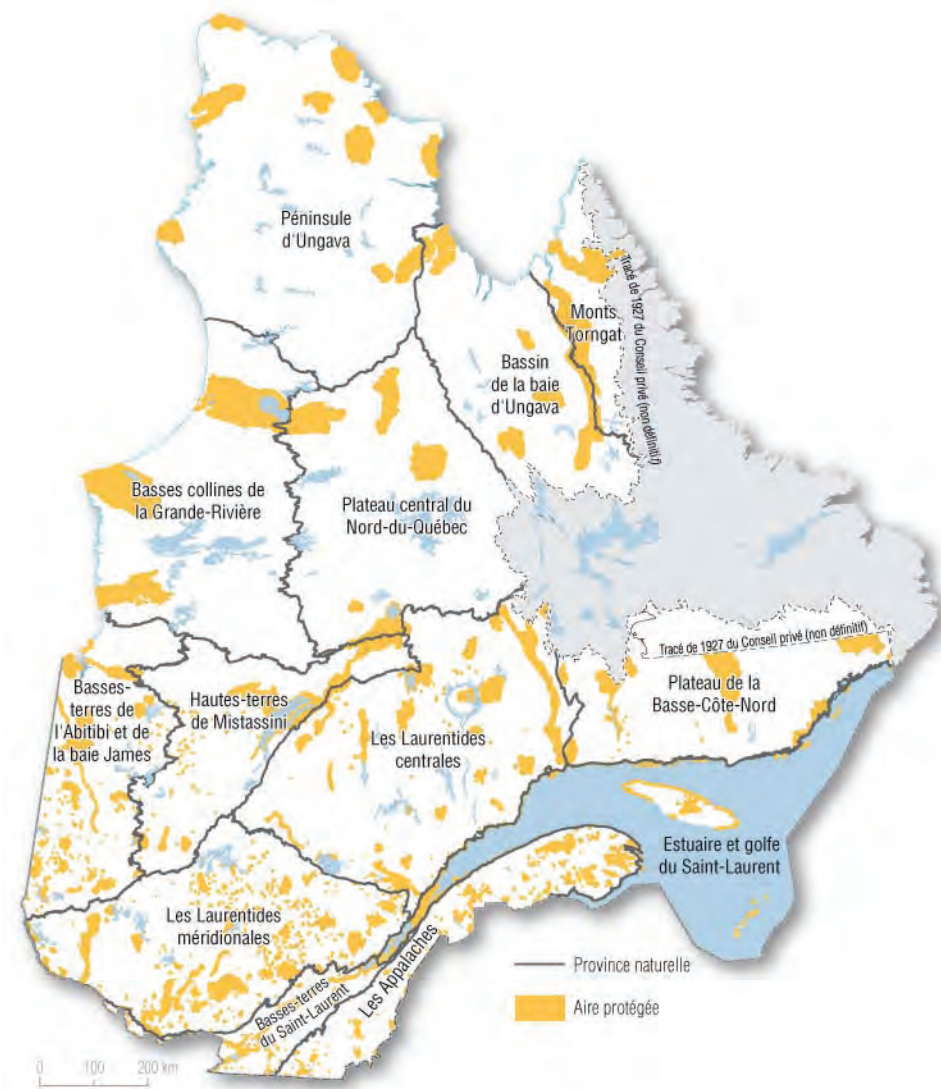 Péninsule
d'Ungava
Monts
Torngat
Tracé de 1927 du Conseil privé (non définitif)
Bassin
de la baie
d'Ungava
Basses collines de
la Grande-Rivière
Plateau central du
Nord-du-Québec
Tracé de 1927 du Conseil privé (non définitif)
Plateau de la
Basse-Côte-Nord
Basses-
terres de
l'Abitibi et de
la baie James
Hautes-terres
de Mistassini
Les Laurentides
centrales
Estuaire et golfe
du Saint-Laurent
Les Laurentides
méridionales
Basses-terres
du Saint-Laurent
Les Appalaches
Province naturelle
Aire protégée
0 100 200 km